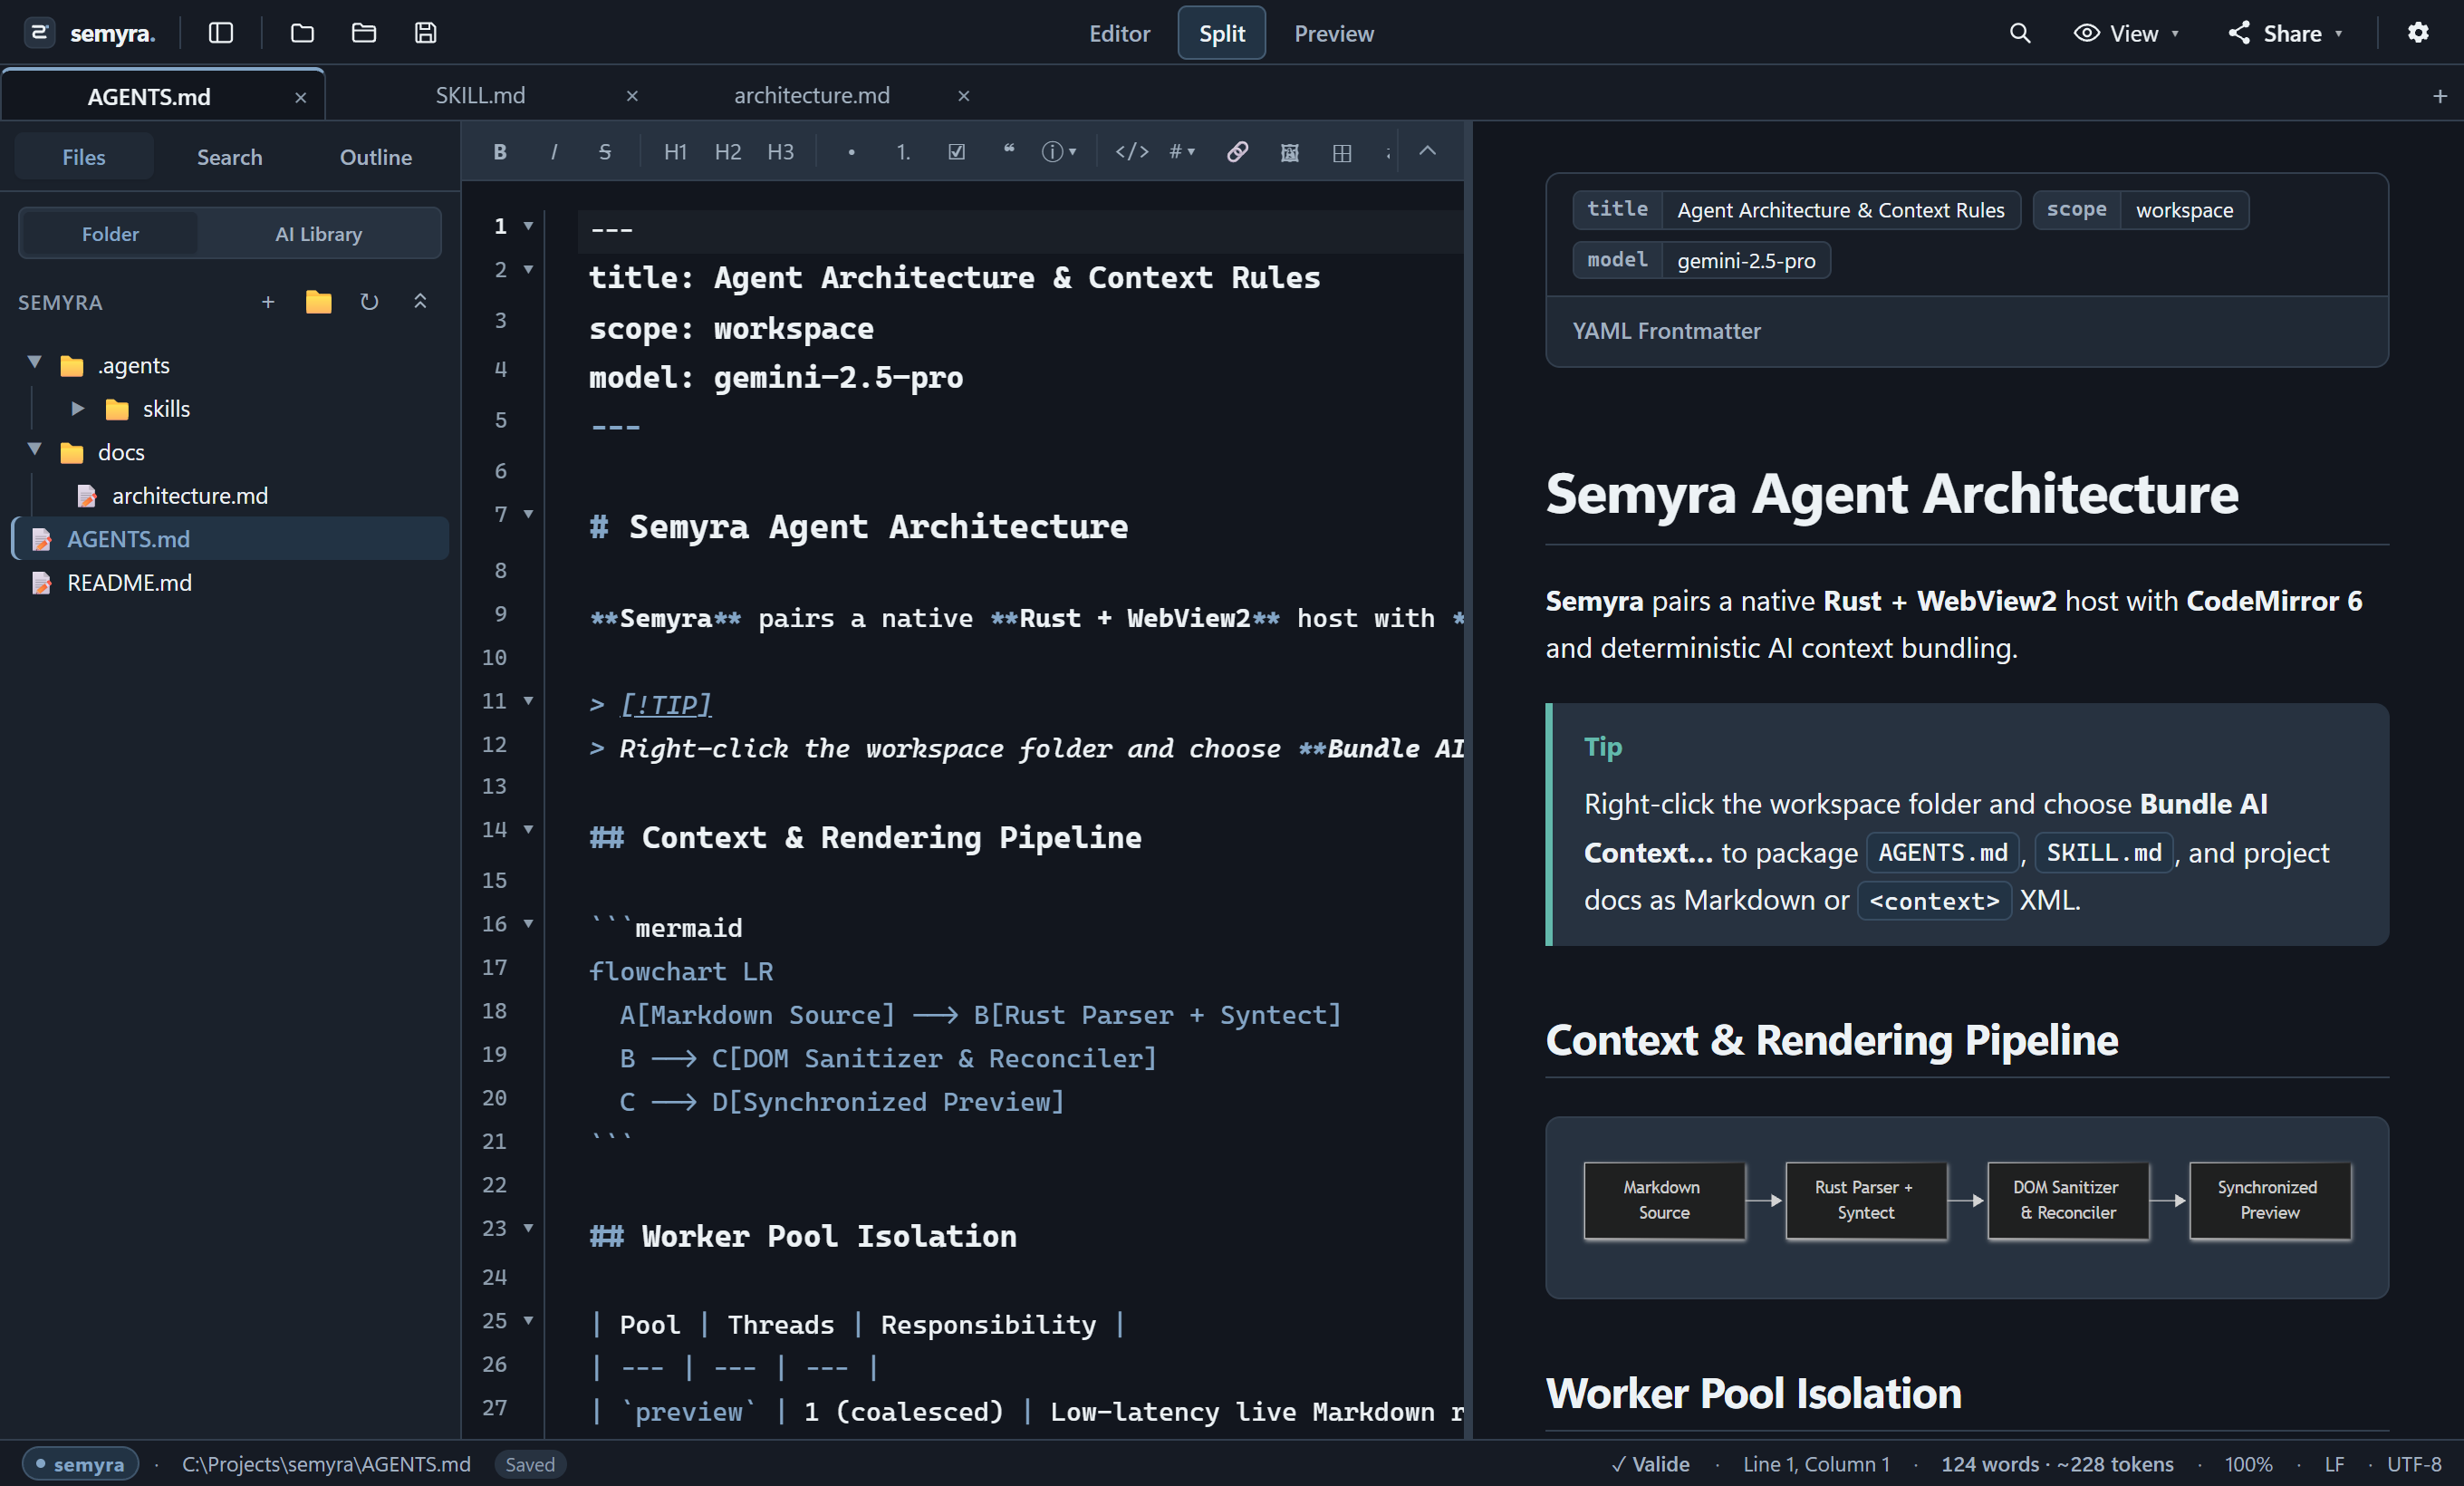 semyra.
Editor Split Preview
View Share
AGENTS.md × SKILL.md × architecture.md × +
Files Search Outline
Folder AI Library
SEMYRA
.agents
skills
docs
architecture.md
AGENTS.md
README.md
B I S H1 H2 H3 • 1. ☑ ❝ ⓘ </> #
1 ---
2 title: Agent Architecture & Context Rules
3 scope: workspace
4 model: gemini-2.5-pro
5 ---
6
7 # Semyra Agent Architecture
8
9 **Semyra** pairs a native **Rust + WebView2** host with *
10
11 > [!TIP]
12 > Right-click the workspace folder and choose **Bundle AI
13
14 ## Context & Rendering Pipeline
15
16 ```mermaid
17 flowchart LR
18 A[Markdown Source] --> B[Rust Parser + Syntect]
19 B --> C[DOM Sanitizer & Reconciler]
20 C --> D[Synchronized Preview]
21 ```
22
23 ## Worker Pool Isolation
24
25 | Pool | Threads | Responsibility |
26 | --- | --- | --- |
27 | `preview` | 1 (coalesced) | Low-latency live Markdown r
title Agent Architecture & Context Rules scope workspace
model gemini-2.5-pro
YAML Frontmatter
Semyra Agent Architecture
Semyra pairs a native Rust + WebView2 host with CodeMirror 6
and deterministic AI context bundling.
Tip
Right-click the workspace folder and choose Bundle AI
Context... to package AGENTS.md, SKILL.md, and project
docs as Markdown or <context> XML.
Context & Rendering Pipeline
Markdown
Source
Rust Parser +
Syntect
DOM Sanitizer
& Reconciler
Synchronized
Preview
Worker Pool Isolation
semyra · C:\Projects\semyra\AGENTS.md Saved
✓ Valide · Line 1, Column 1 · 124 words · ~228 tokens · 100% · LF · UTF-8